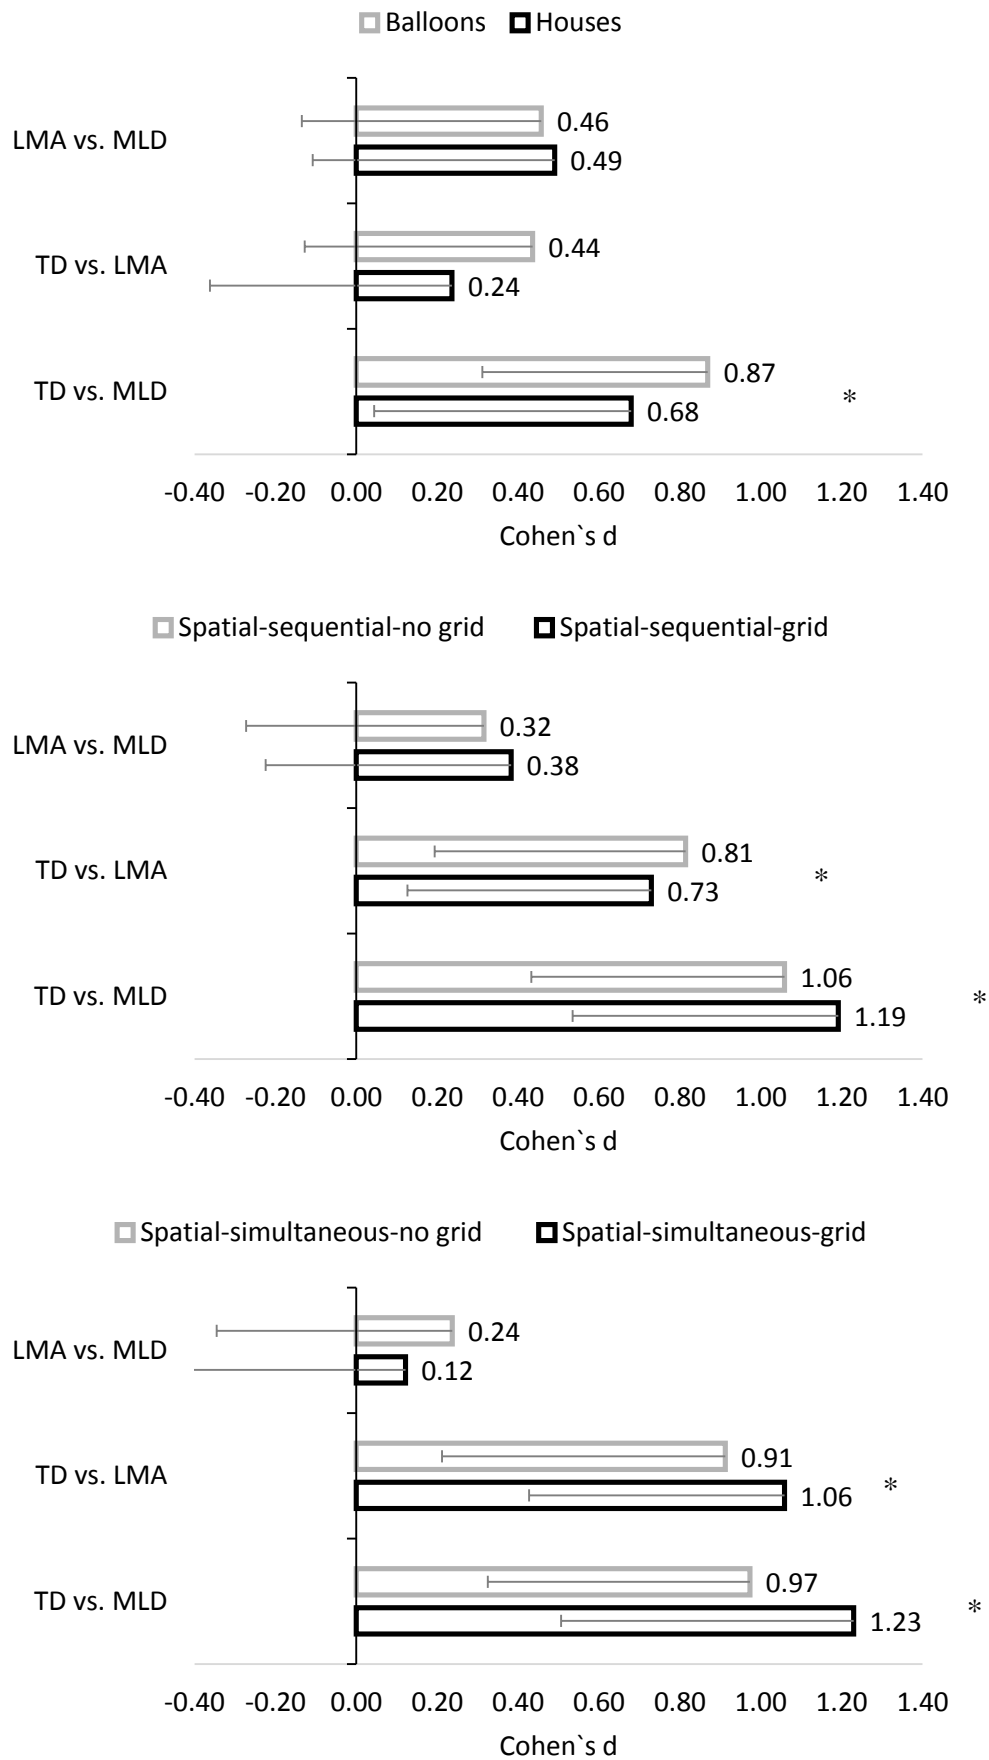 Balloons Houses
LMA vs. MLD
0.46
0.49
TD vs. LMA
0.44
0.24
TD vs. MLD
0.87
0.68
*
-0.40 -0.20 0.00 0.20 0.40 0.60 0.80 1.00 1.20 1.40
Cohen`s d
Spatial-sequential-no grid Spatial-sequential-grid
LMA vs. MLD
0.32
0.38
TD vs. LMA
0.81
0.73
*
TD vs. MLD
1.06
1.19
*
-0.40 -0.20 0.00 0.20 0.40 0.60 0.80 1.00 1.20 1.40
Cohen`s d
Spatial-simultaneous-no grid Spatial-simultaneous-grid
LMA vs. MLD
0.24
0.12
TD vs. LMA
0.91
1.06
*
TD vs. MLD
0.97
1.23
*
-0.40 -0.20 0.00 0.20 0.40 0.60 0.80 1.00 1.20 1.40
Cohen`s d